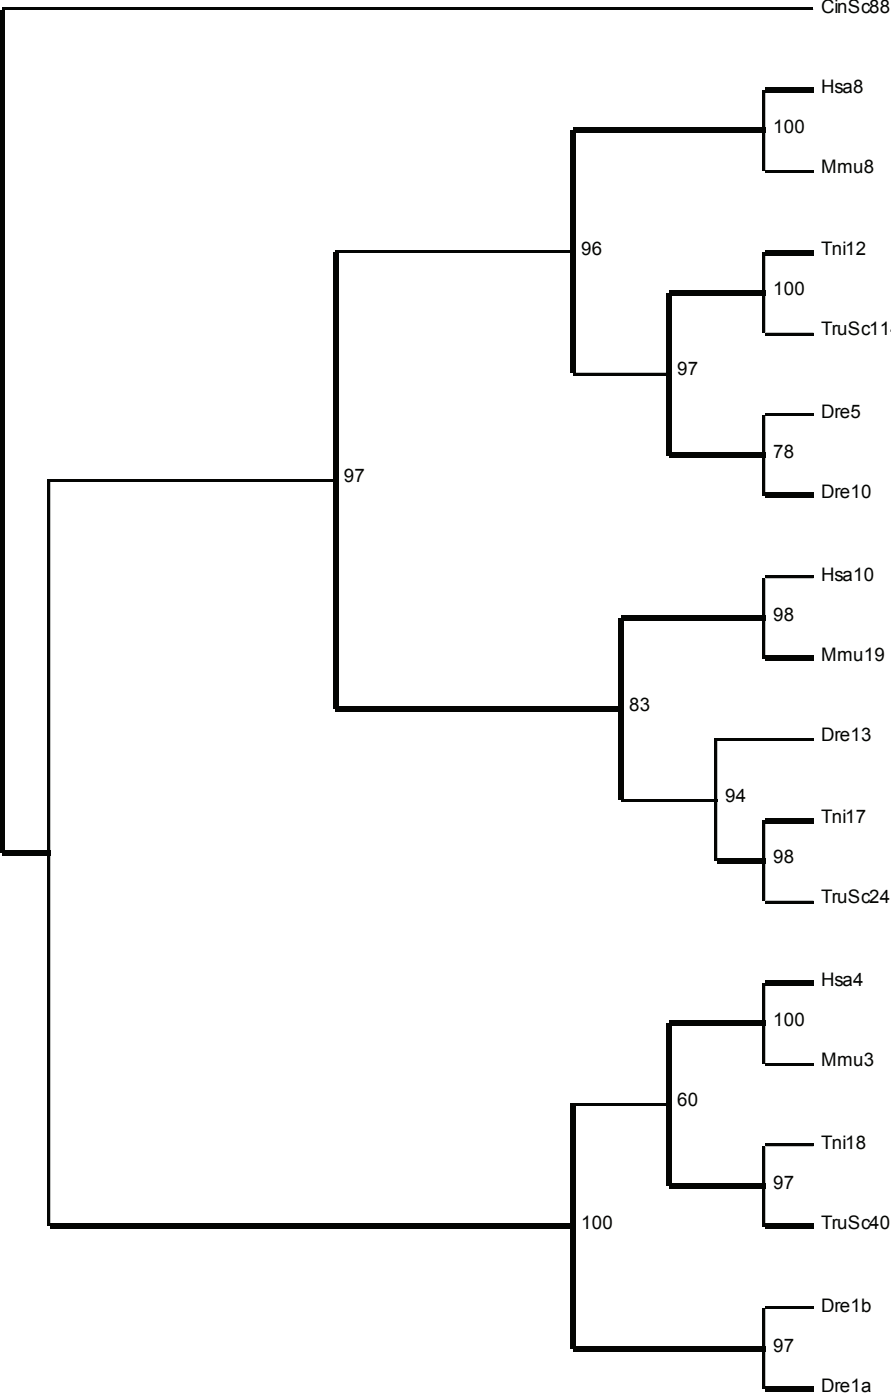 CinSc88
Hsa8
100
Mmu8
96
Tni12
100
TruSc11
97
Dre5
78
Dre10
97
Hsa10
98
Mmu19
83
Dre13
94
Tni17
98
TruSc24
Hsa4
100
Mmu3
60
Tni18
97
TruSc40
100
Dre1b
97
Dre1a